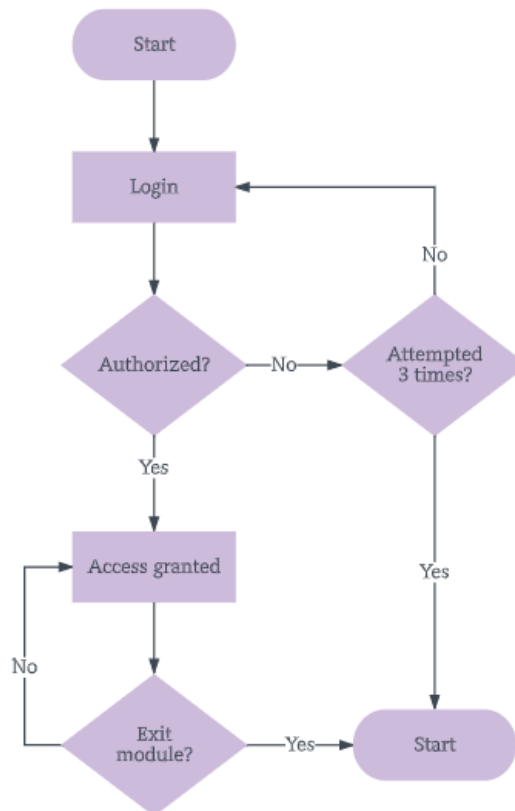 Start
Login
No
Authorized?
No
Attempted
3 times?
Yes
Access granted
Yes
No
Exit
module?
Yes
Start